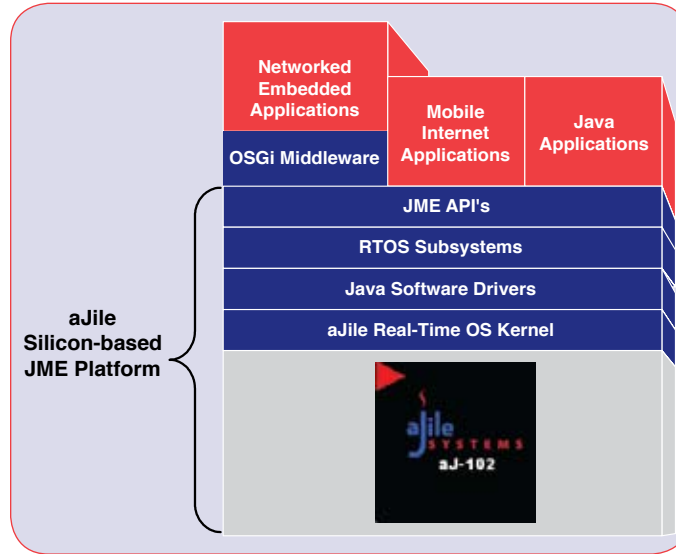 Networked
Embedded
Applications
OSGi Middleware
Mobile
Internet
Applications
Java
Applications
JME API's
RTOS Subsystems
Java Software Drivers
aJile Real-Time OS Kernel
aJile
Silicon-based
JME Platform
aJile
SYSTEMS
aJ-102